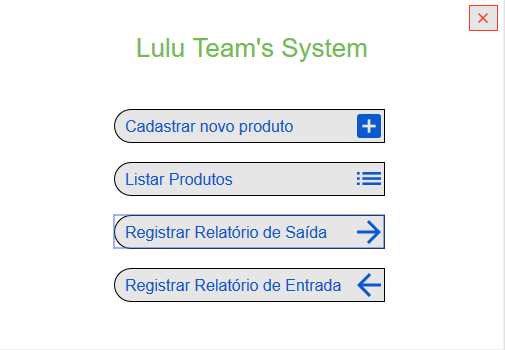 Lulu Team's System
Cadastrar novo produto
Listar Produtos
Registrar Relatório de Saída
Registrar Relatório de Entrada